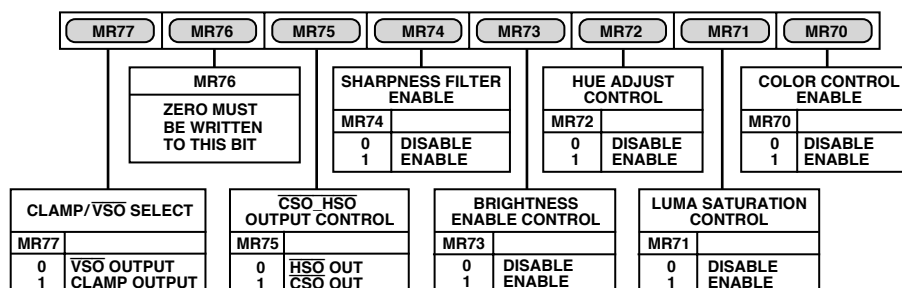 MR77 MR76 MR75 MR74 MR73 MR72 MR71 MR70
MR76
ZERO MUST
BE WRITTEN
TO THIS BIT
SHARPNESS FILTER
ENABLE
MR74
0 DISABLE
1 ENABLE
HUE ADJUST
CONTROL
MR72
0 DISABLE
1 ENABLE
COLOR CONTROL
ENABLE
MR70
0 DISABLE
1 ENABLE
CLAMP/VSO SELECT
MR77
0 VSO OUTPUT
1 CLAMP OUTPUT
CSO_HSO
OUTPUT CONTROL
MR75
0 HSO OUT
1 CSO OUT
BRIGHTNESS
ENABLE CONTROL
MR73
0 DISABLE
1 ENABLE
LUMA SATURATION
CONTROL
MR71
0 DISABLE
1 ENABLE